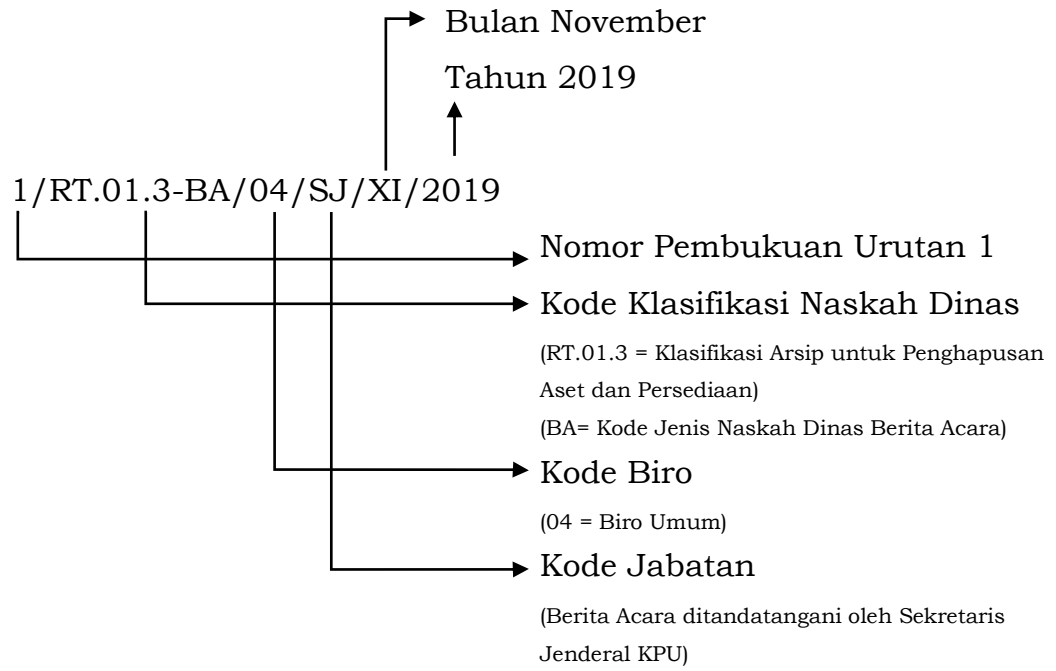 Bulan November
Tahun 2019
1/RT.01.3-BA/04/SJ/XI/2019
Nomor Pembukuan Urutan 1
Kode Klasifikasi Naskah Dinas
(RT.01.3 = Klasifikasi Arsip untuk Penghapusan
Aset dan Persediaan)
(BA= Kode Jenis Naskah Dinas Berita Acara)
Kode Biro
(04 = Biro Umum)
Kode Jabatan
(Berita Acara ditandatangani oleh Sekretaris
Jenderal KPU)